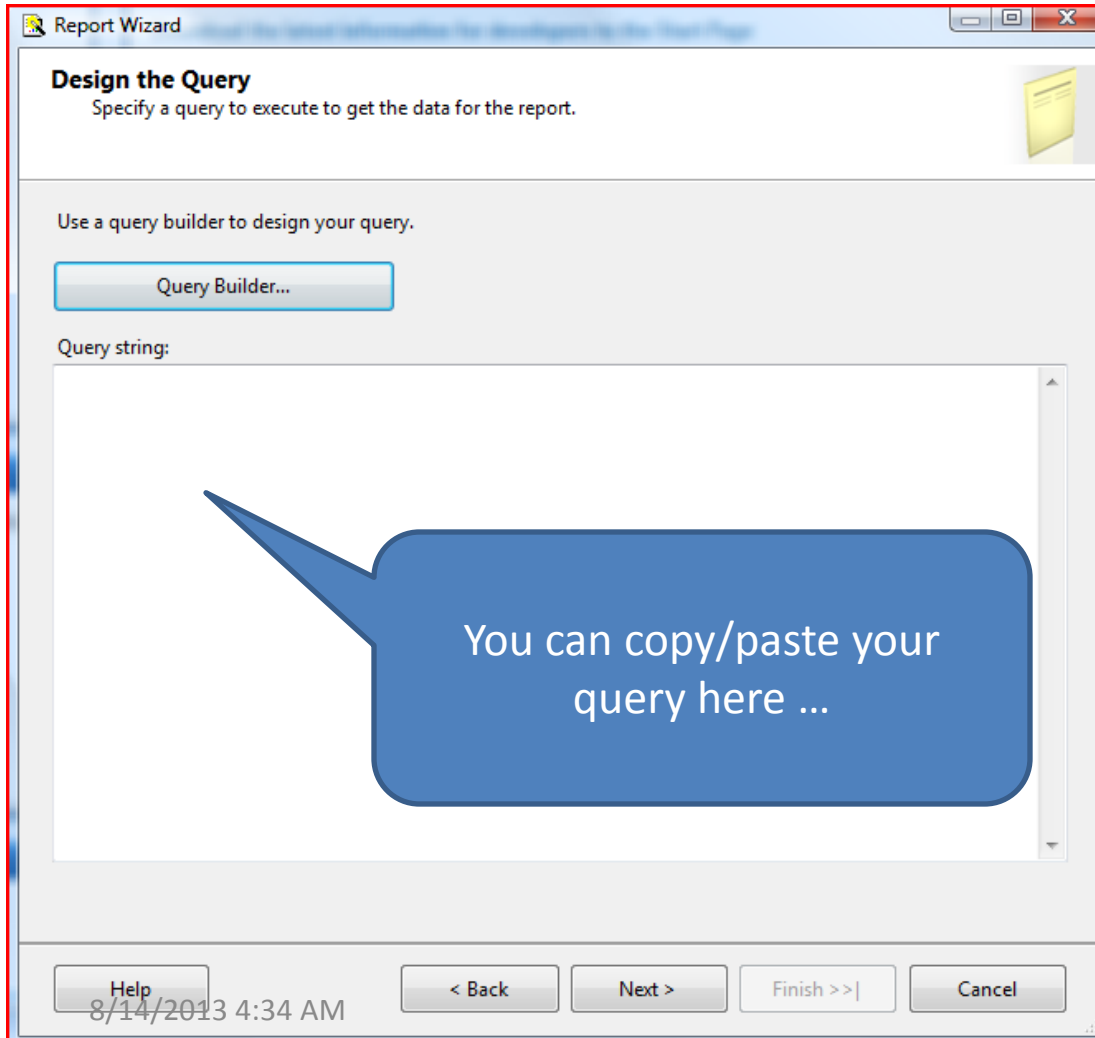 Report Wizard
Design the Query
Specify a query to execute to get the data for the report.
Use a query builder to design your query.
Query Builder...
Query string:
You can copy/paste your
query here ...
Help
< Back
Next >
Finish >>|
Cancel
8/14/2013 4:34 AM